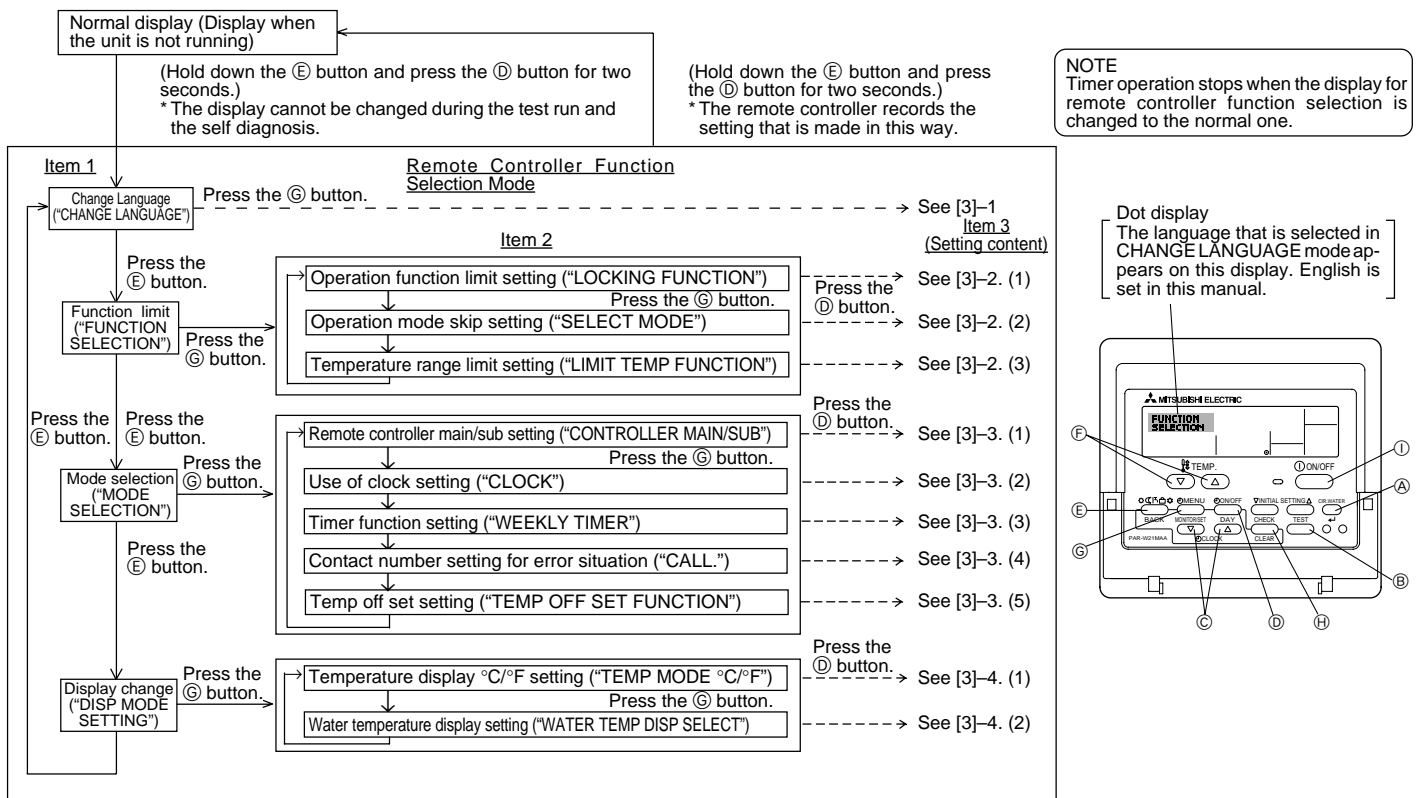 Normal display (Display when
the unit is not running)
(Hold down the Ⓔ button and press the Ⓓ button for two
seconds.)
* The display cannot be changed during the test run and
the self diagnosis.
(Hold down the Ⓔ button and press
the Ⓓ button for two seconds.)
* The remote controller records the
setting that is made in this way.
NOTE
Timer operation stops when the display for
remote controller function selection is
changed to the normal one.
Item 1
Remote Controller Function
Selection Mode
Change Language
("CHANGE LANGUAGE")
Press the Ⓖ button.
See [3]–1
Item 2
Item 3
(Setting content)
Press the
Ⓔ button.
Function limit
("FUNCTION
SELECTION")
Press the
Ⓖ button.
Operation function limit setting ("LOCKING FUNCTION")
Press the Ⓖ button.
Operation mode skip setting ("SELECT MODE")
Temperature range limit setting ("LIMIT TEMP FUNCTION")
Press the
Ⓓ button.
See [3]–2. (1)
See [3]–2. (2)
See [3]–2. (3)
Press the
Ⓔ button.
Press the
Ⓔ button.
Mode selection
("MODE
SELECTION")
Press the
Ⓖ button.
Remote controller main/sub setting ("CONTROLLER MAIN/SUB")
Press the Ⓖ button.
Use of clock setting ("CLOCK")
Timer function setting ("WEEKLY TIMER")
Contact number setting for error situation ("CALL.")
Temp off set setting ("TEMP OFF SET FUNCTION")
Press the
Ⓓ button.
See [3]–3. (1)
See [3]–3. (2)
See [3]–3. (3)
See [3]–3. (4)
See [3]–3. (5)
Press the
Ⓔ button.
Display change
("DISP MODE
SETTING")
Press the
Ⓖ button.
Temperature display °C/°F setting ("TEMP MODE °C/°F")
Press the Ⓖ button.
Water temperature display setting ("WATER TEMP DISP SELECT")
Press the
Ⓓ button.
See [3]–4. (1)
See [3]–4. (2)
Dot display
The language that is selected in
CHANGE LANGUAGE mode ap-
pears on this display. English is
set in this manual.
MITSUBISHI ELECTRIC
FUNCTION
SELECTION
TEMP.
ON/OFF
MENU
ON/OFF
INITIAL SETTING
CIR.WATER
BACK
MONITOR/SET
DAY
CHECK
TEST
PAR-W21MAA
CLOCK
CLEAR
Ⓕ
Ⓔ
Ⓖ
Ⓒ
Ⓓ
Ⓗ
Ⓘ
Ⓐ
Ⓑ